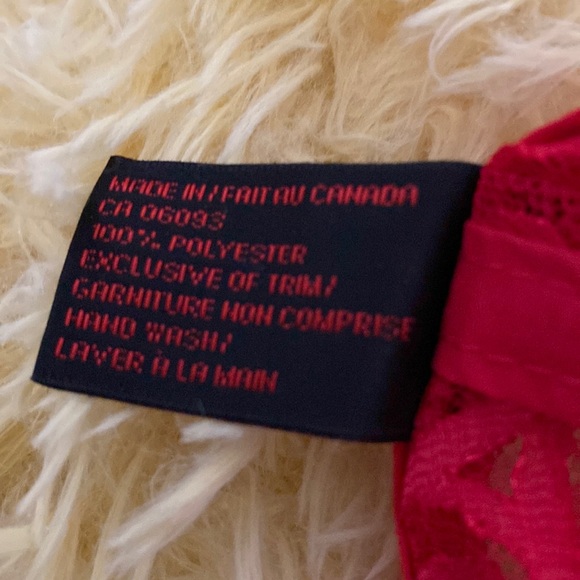 MADE IN / FAIT AU CANADA
CA 06093
100% POLYESTER
EXCLUSIVE OF TRIM/
GARNITURE NON COMPRISE
HAND WASH/
LAVER À LA MAIN